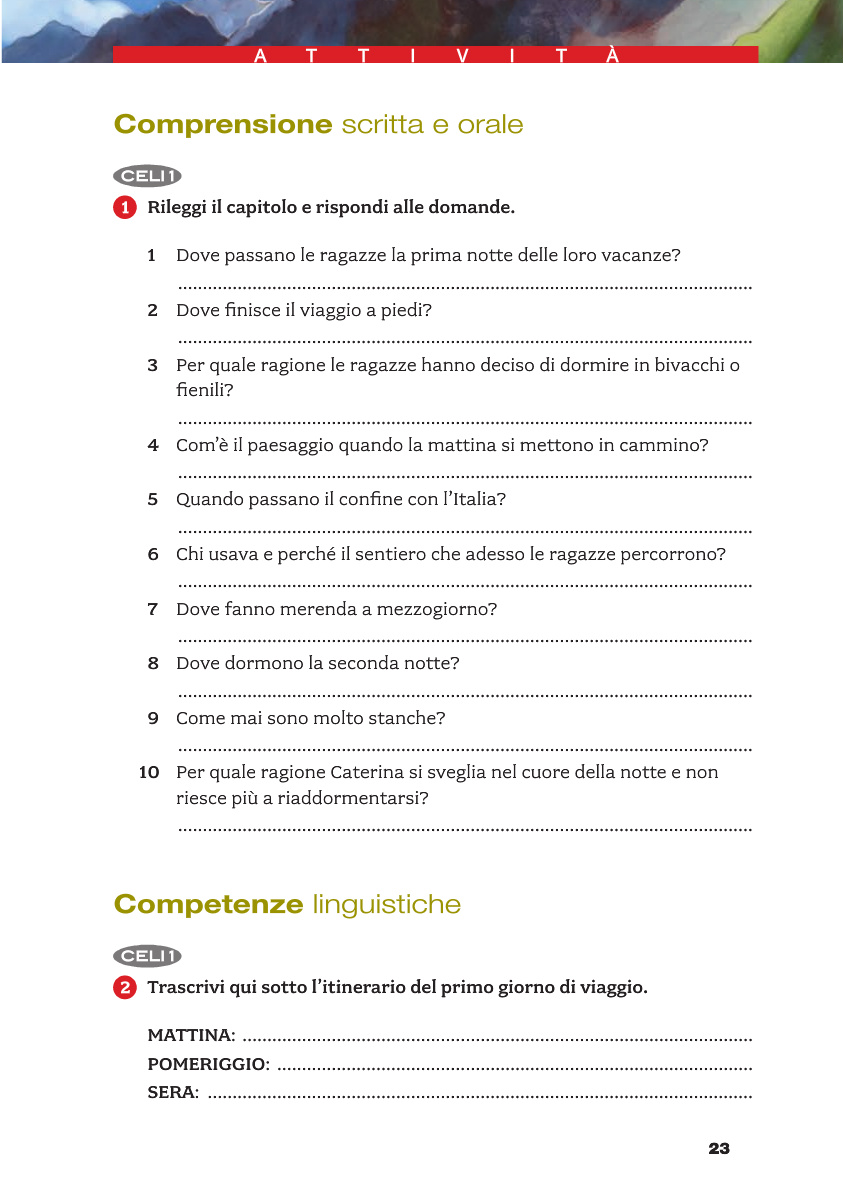 ATTIVITÀ
Comprensione scritta e orale
CELI 1
1 Rileggi il capitolo e rispondi alle domande.
1 Dove passano le ragazze la prima notte delle loro vacanze?
2 Dove finisce il viaggio a piedi?
3 Per quale ragione le ragazze hanno deciso di dormire in bivacchi o
fienili?
4 Com’è il paesaggio quando la mattina si mettono in cammino?
5 Quando passano il confine con l’Italia?
6 Chi usava e perché il sentiero che adesso le ragazze percorrono?
7 Dove fanno merenda a mezzogiorno?
8 Dove dormono la seconda notte?
9 Come mai sono molto stanche?
10 Per quale ragione Caterina si sveglia nel cuore della notte e non
riesce più a riaddormentarsi?
Competenze linguistiche
CELI 1
2 Trascrivi qui sotto l’itinerario del primo giorno di viaggio.
MATTINA:
POMERIGGIO:
SERA:
23